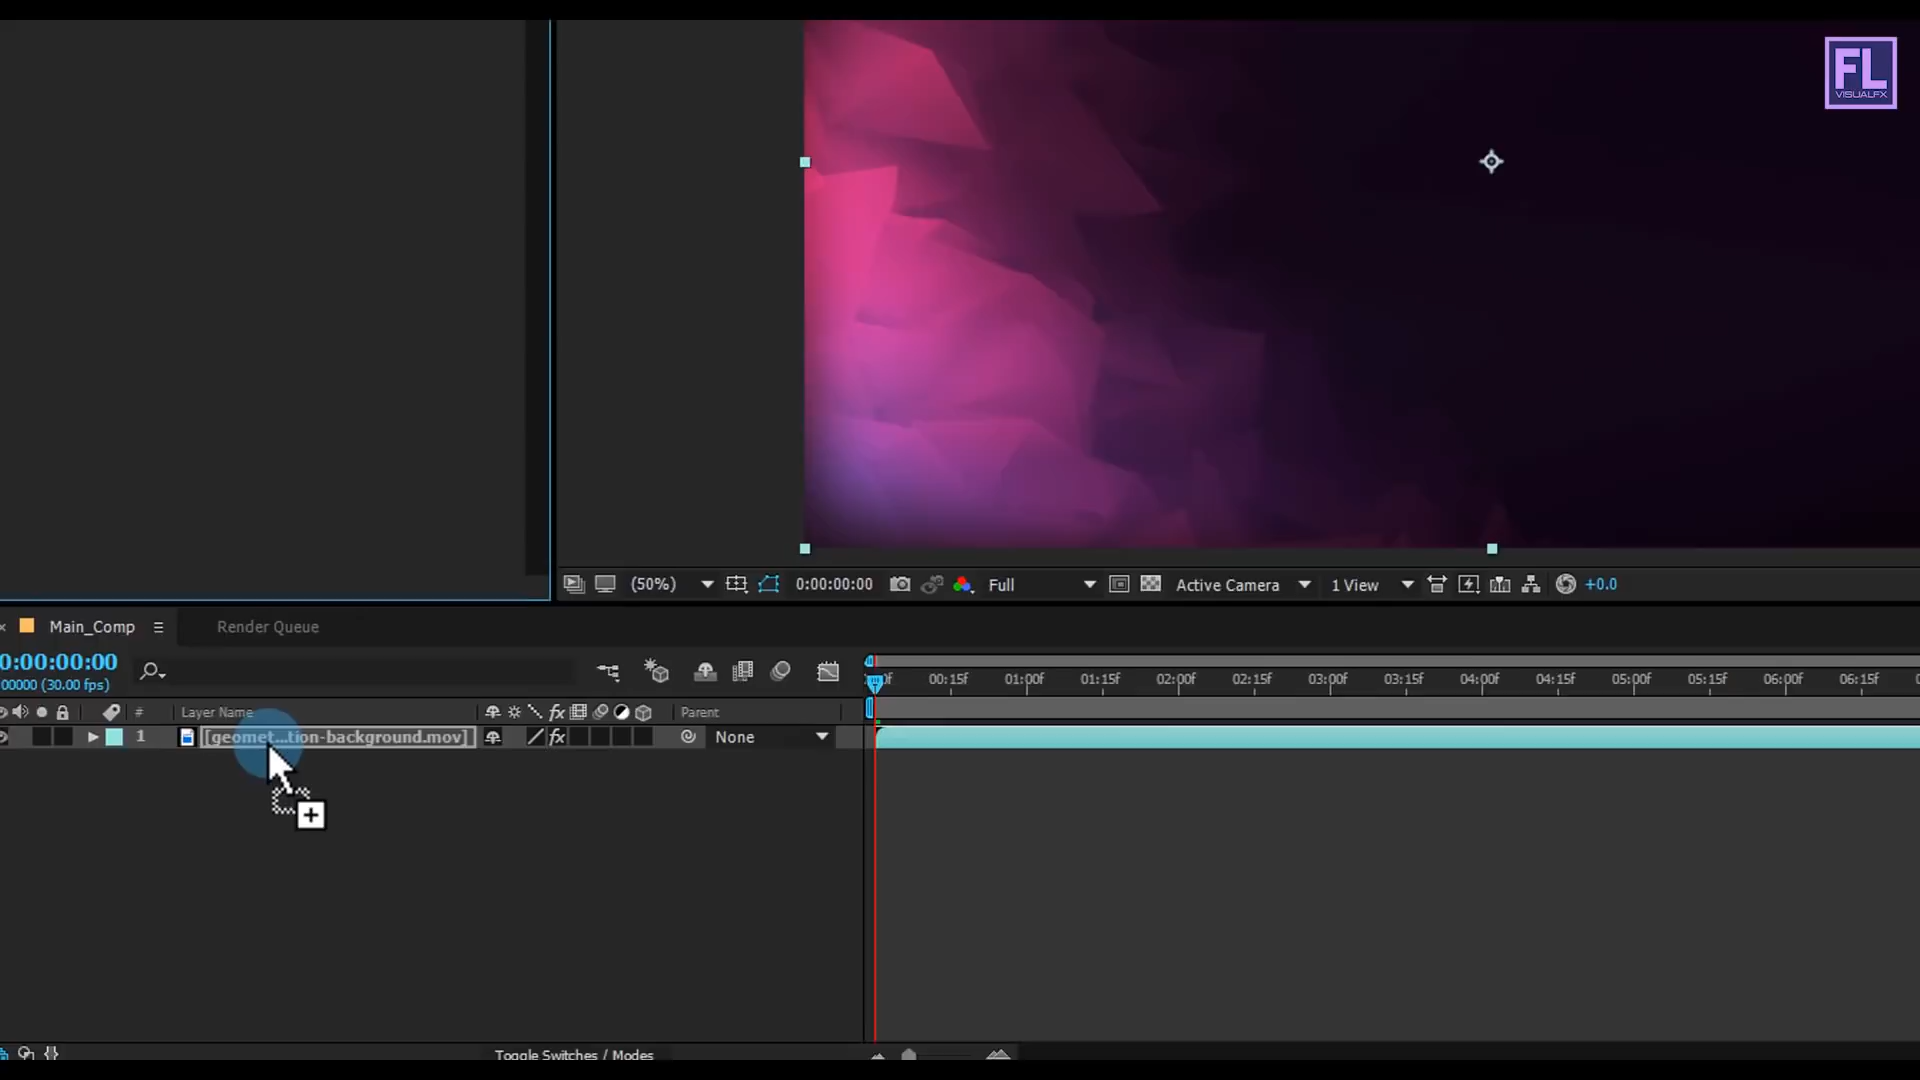 FL
VISUALFX
(50%) 0:00:00:00 Full Active Camera 1 View +0.0
Main_Comp Render Queue
0:00:00:00
00000 (30.00 fps)
00:15f 01:00f 01:15f 02:00f 02:15f 03:00f 03:15f 04:00f 04:15f 05:00f 05:15f 06:00f 06:15f
# Layer Name fx Parent
1 [geomet...tion-background.mov] fx None
Toggle Switches / Modes